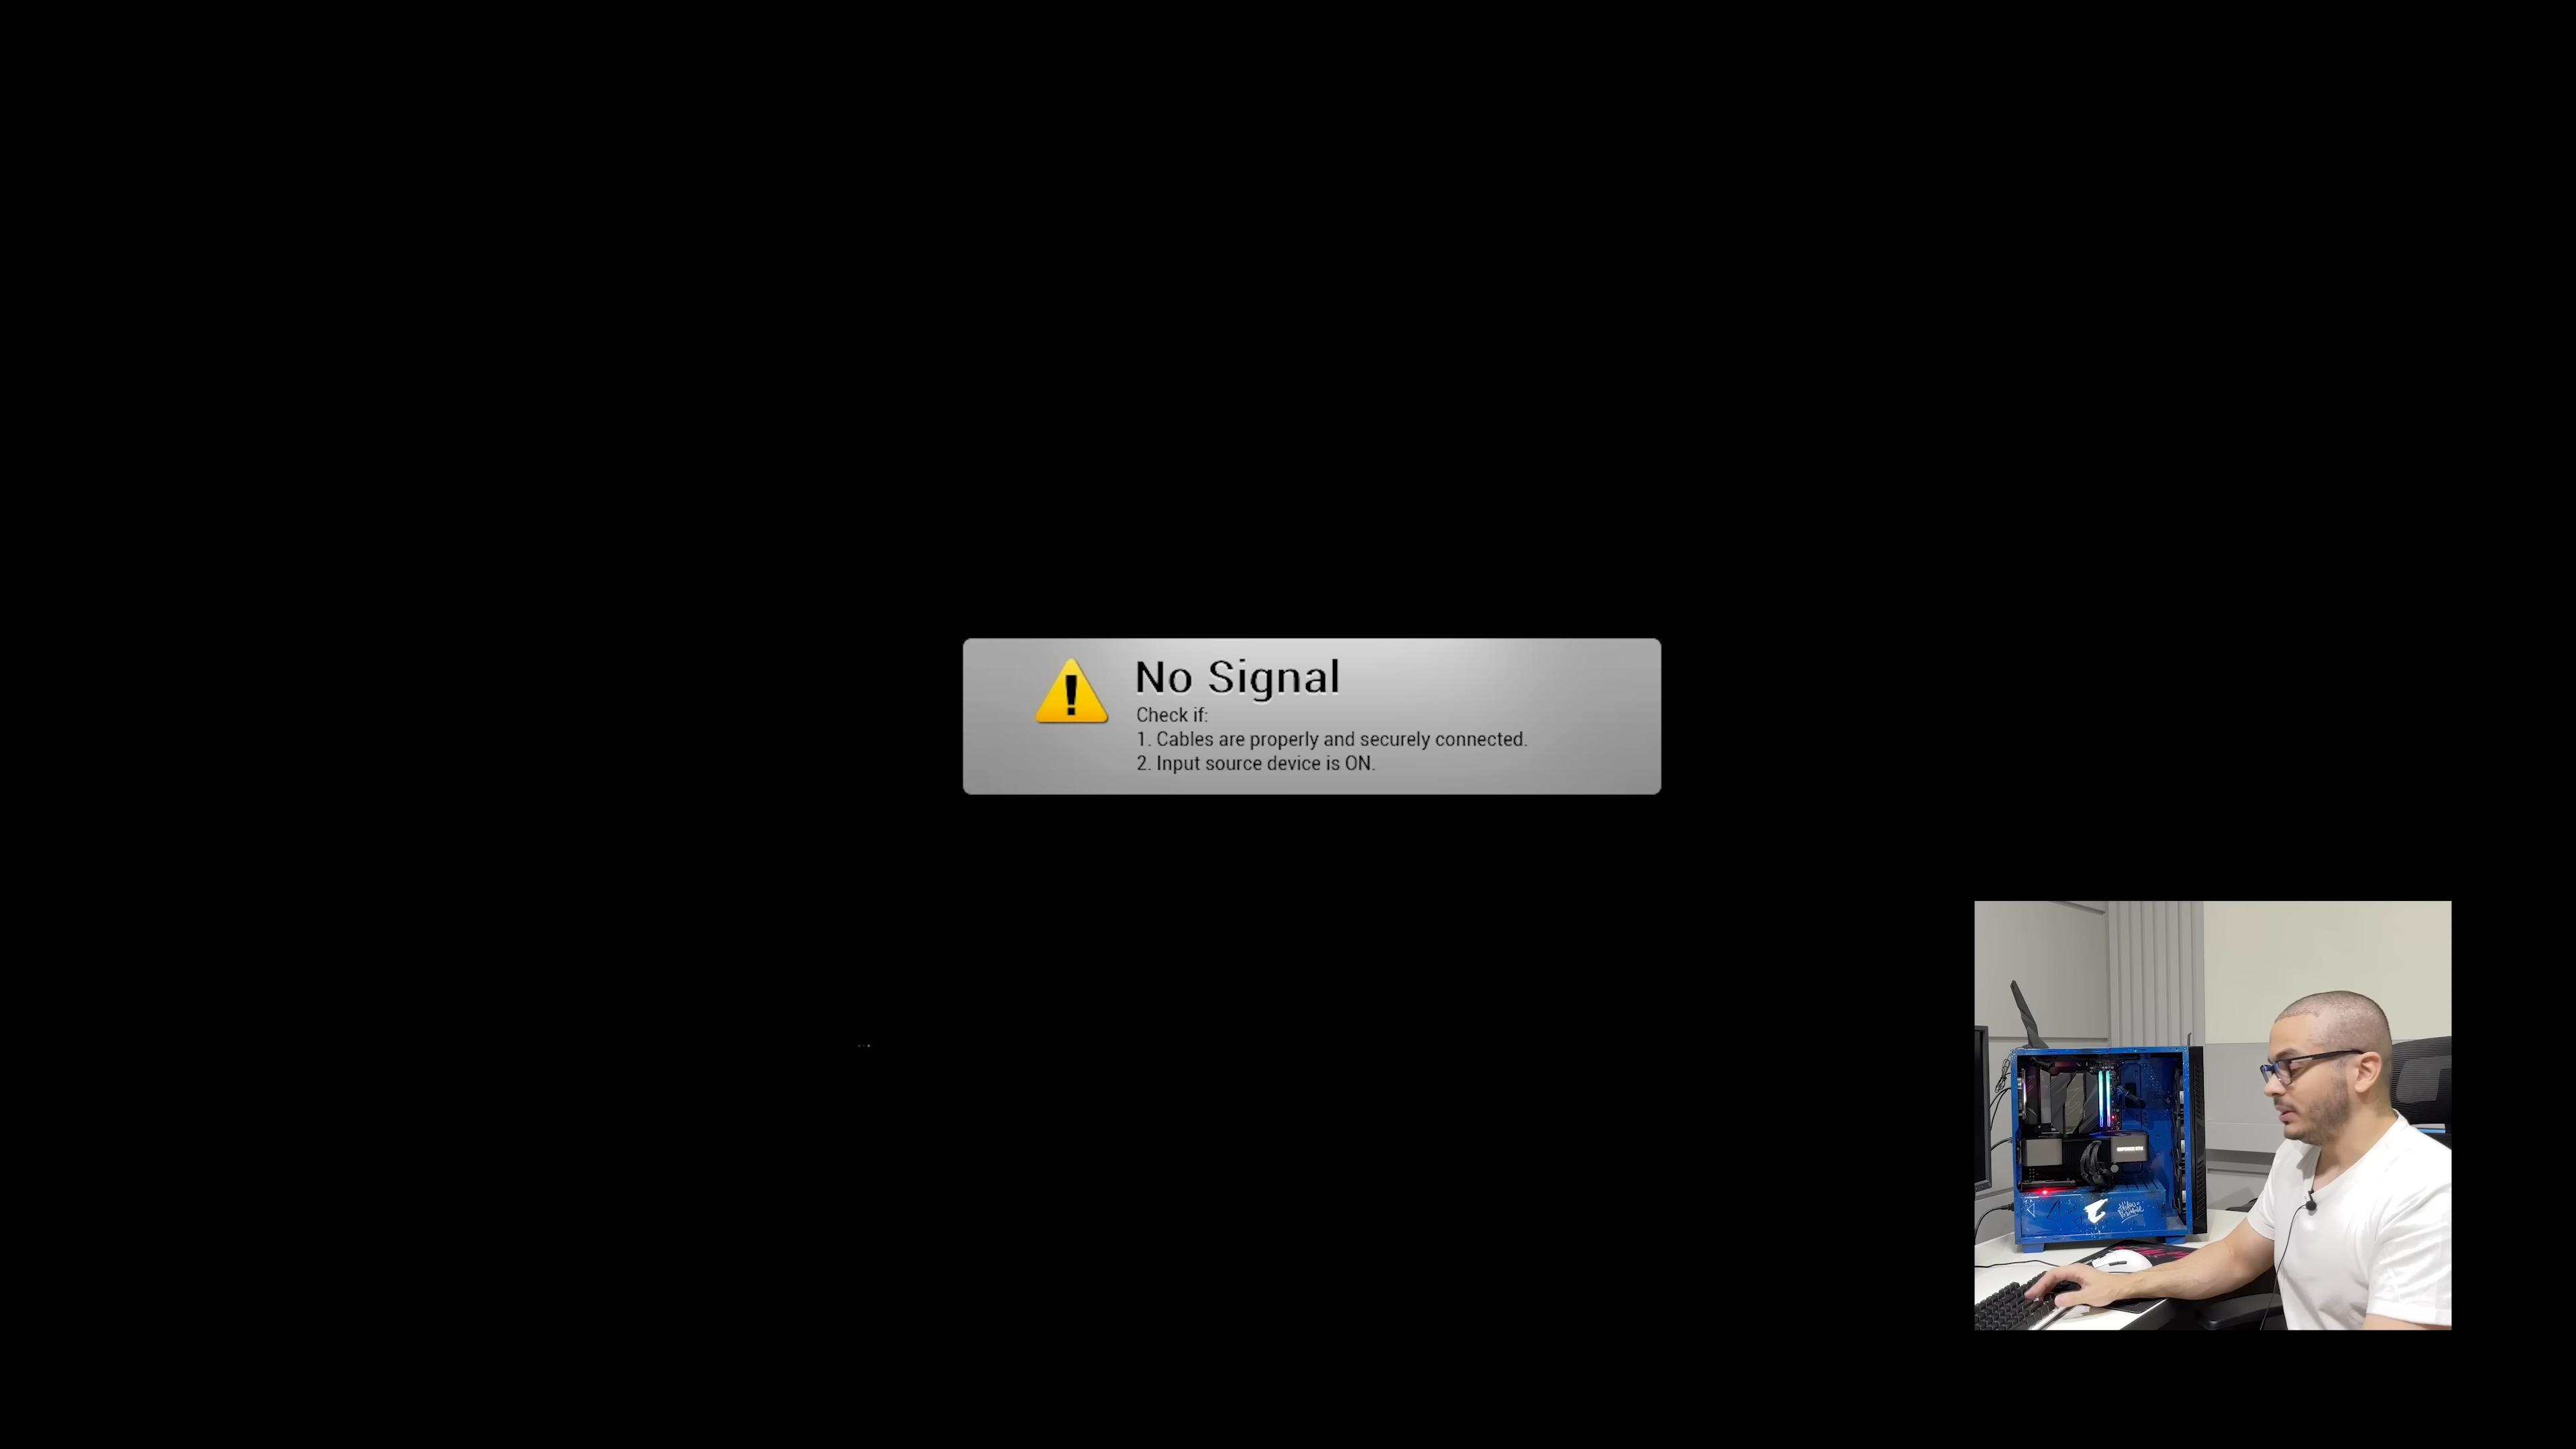 No Signal
Check if:
1. Cables are properly and securely connected.
2. Input source device is ON.